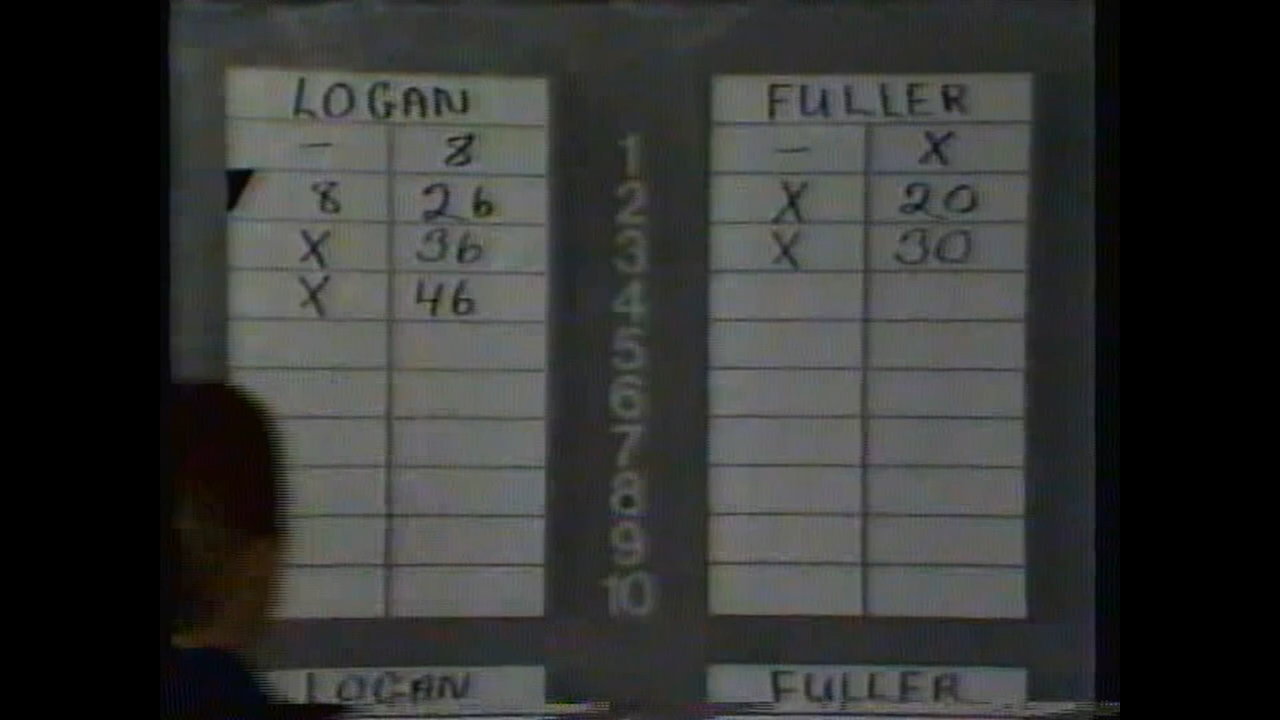 LOGAN FULLER
- 8 1 - X
8 26 2 X 20
X 36 3 X 30
X 46 4
5
6
7
8
9
10
LOGAN FULLER